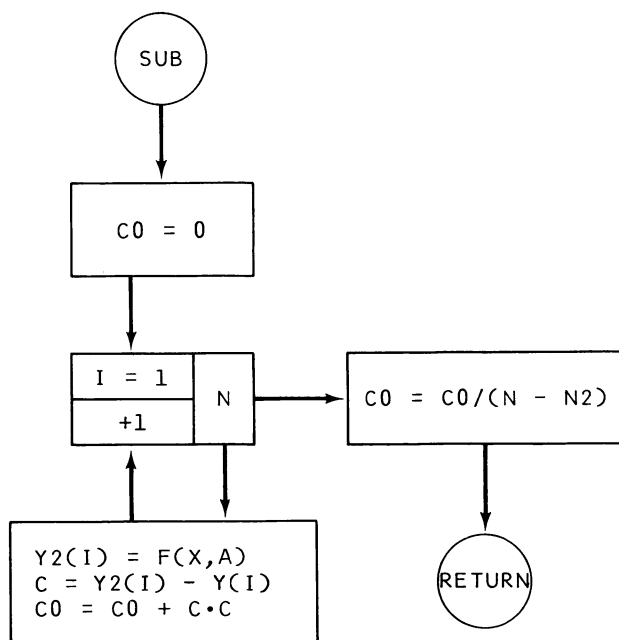 SUB
C0 = 0
I = 1
+1
N
C0 = C0/(N - N2)
Y2(I) = F(X,A)
C = Y2(I) - Y(I)
C0 = C0 + C•C
RETURN